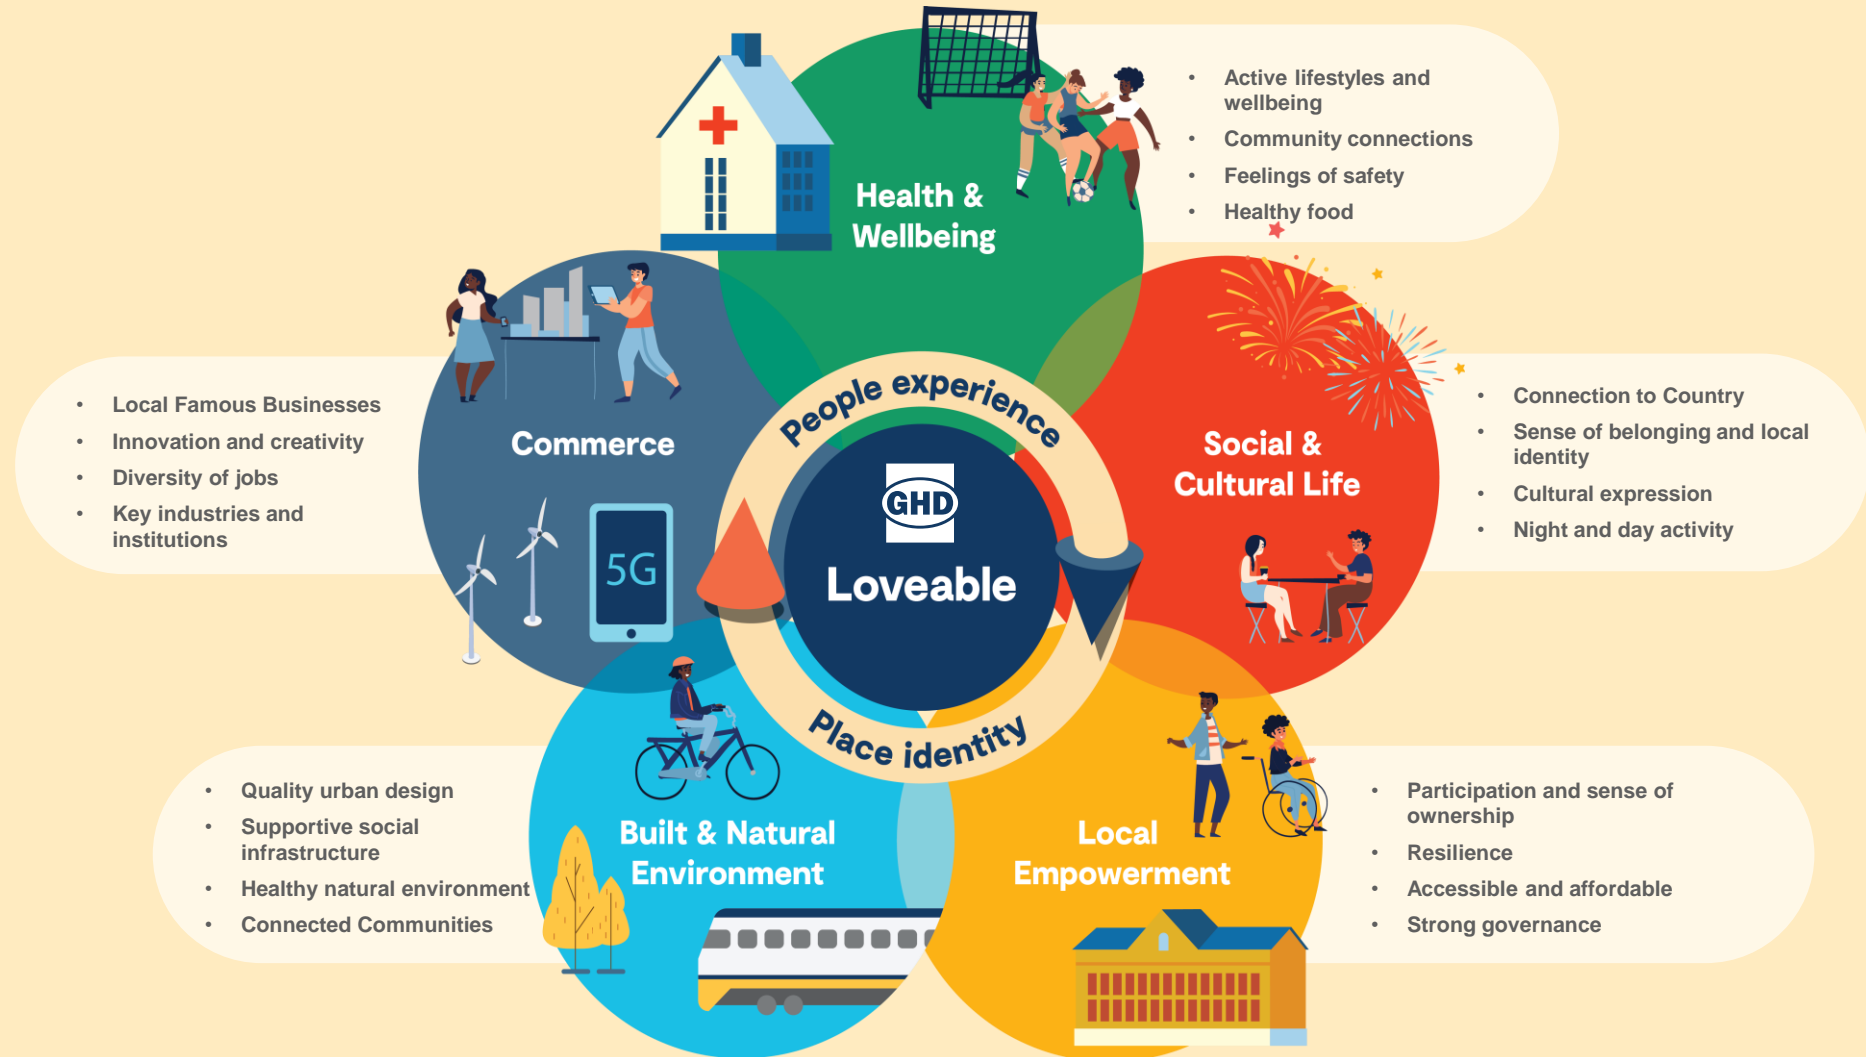 Health &
Wellbeing
• Active lifestyles and
wellbeing
• Community connections
• Feelings of safety
• Healthy food
Commerce
5G
• Local Famous Businesses
• Innovation and creativity
• Diversity of jobs
• Key industries and
institutions
People experience
GHD
Loveable
Place identity
Social &
Cultural Life
• Connection to Country
• Sense of belonging and local
identity
• Cultural expression
• Night and day activity
Built & Natural
Environment
• Quality urban design
• Supportive social
infrastructure
• Healthy natural environment
• Connected Communities
Local
Empowerment
• Participation and sense of
ownership
• Resilience
• Accessible and affordable
• Strong governance